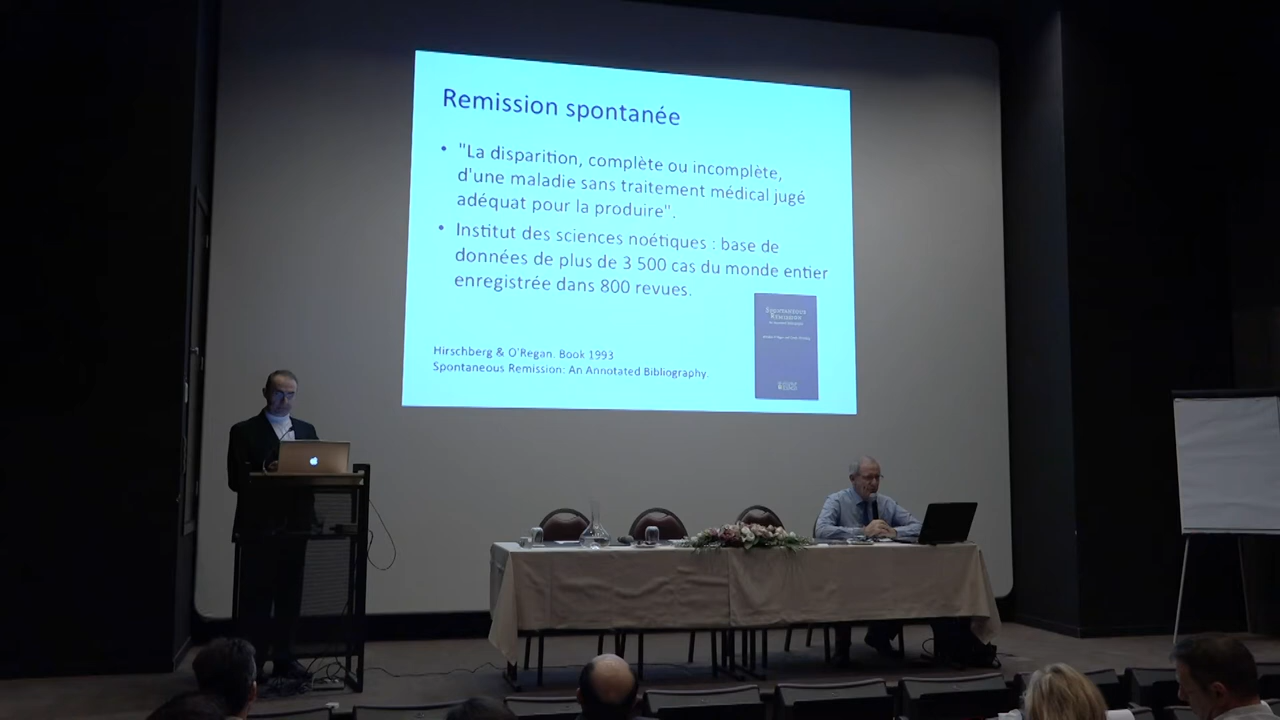 Remission spontanée
• "La disparition, complète ou incomplète,
d'une maladie sans traitement médical jugé
adéquat pour la produire".
• Institut des sciences noétiques : base de
données de plus de 3 500 cas du monde entier
enregistrée dans 800 revues.
Hirschberg & O'Regan. Book 1993
Spontaneous Remission: An Annotated Bibliography.
Spontaneous
Remission